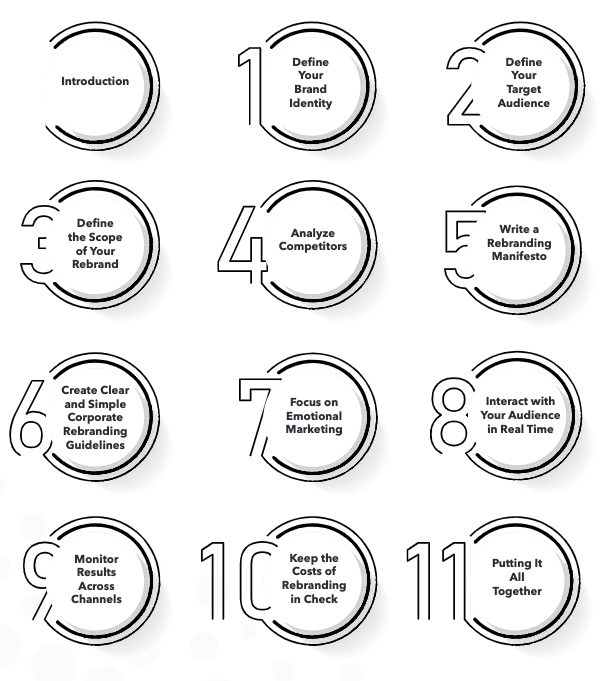 Introduction
1
Define
Your
Brand
Identity
2
Define
Your
Target
Audience
3
Define
the Scope
of Your
Rebrand
4
Analyze
Competitors
5
Write a
Rebranding
Manifesto
6
Create Clear
and Simple
Corporate
Rebranding
Guidelines
7
Focus on
Emotional
Marketing
8
Interact with
Your Audience
in Real Time
9
Monitor
Results
Across
Channels
10
Keep the
Costs of
Rebranding
in Check
11
Putting It
All
Together